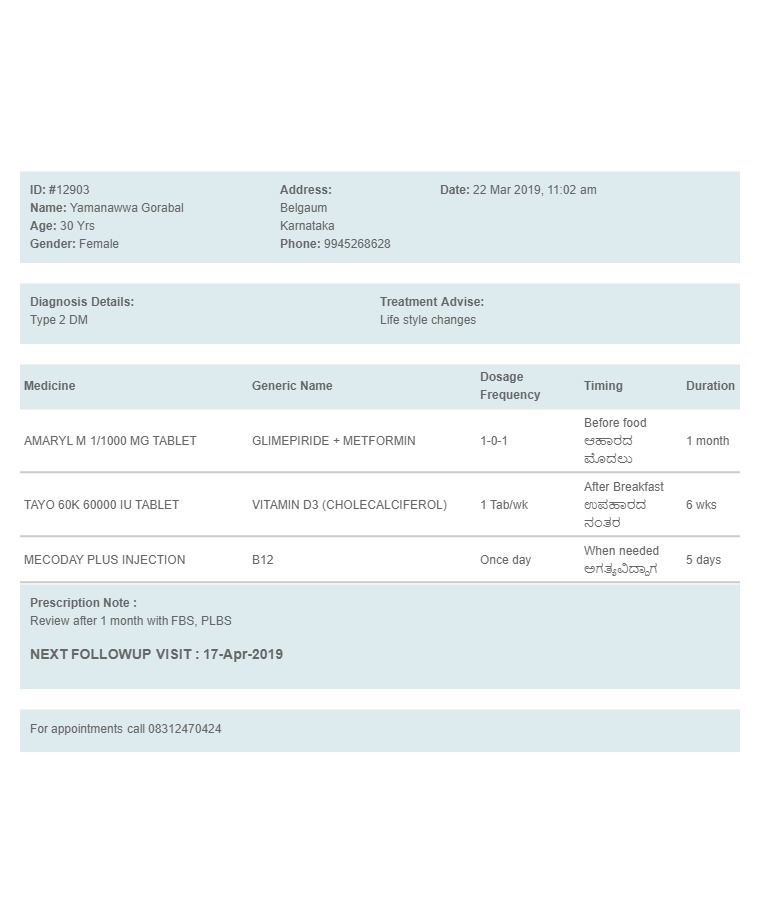 ID: #12903
Name: Yamanawwa Gorabal
Age: 30 Yrs
Gender: Female
Address:
Belgaum
Karnataka
Phone: 9945268628
Date: 22 Mar 2019, 11:02 am
Diagnosis Details:
Type 2 DM
Treatment Advise:
Life style changes
Medicine Generic Name Dosage Frequency Timing Duration
AMARYL M 1/1000 MG TABLET GLIMEPIRIDE + METFORMIN 1-0-1 Before food 1 month
ಆಹಾರದ
ಮೊದಲು
TAYO 60K 60000 IU TABLET VITAMIN D3 (CHOLECALCIFEROL) 1 Tab/wk After Breakfast 6 wks
ಉಪಹಾರದ
ನಂತರ
MECODAY PLUS INJECTION B12 Once day When needed 5 days
ಅಗತ್ಯವಿದ್ದಾಗ
Prescription Note :
Review after 1 month with FBS, PLBS
NEXT FOLLOWUP VISIT : 17-Apr-2019
For appointments call 08312470424